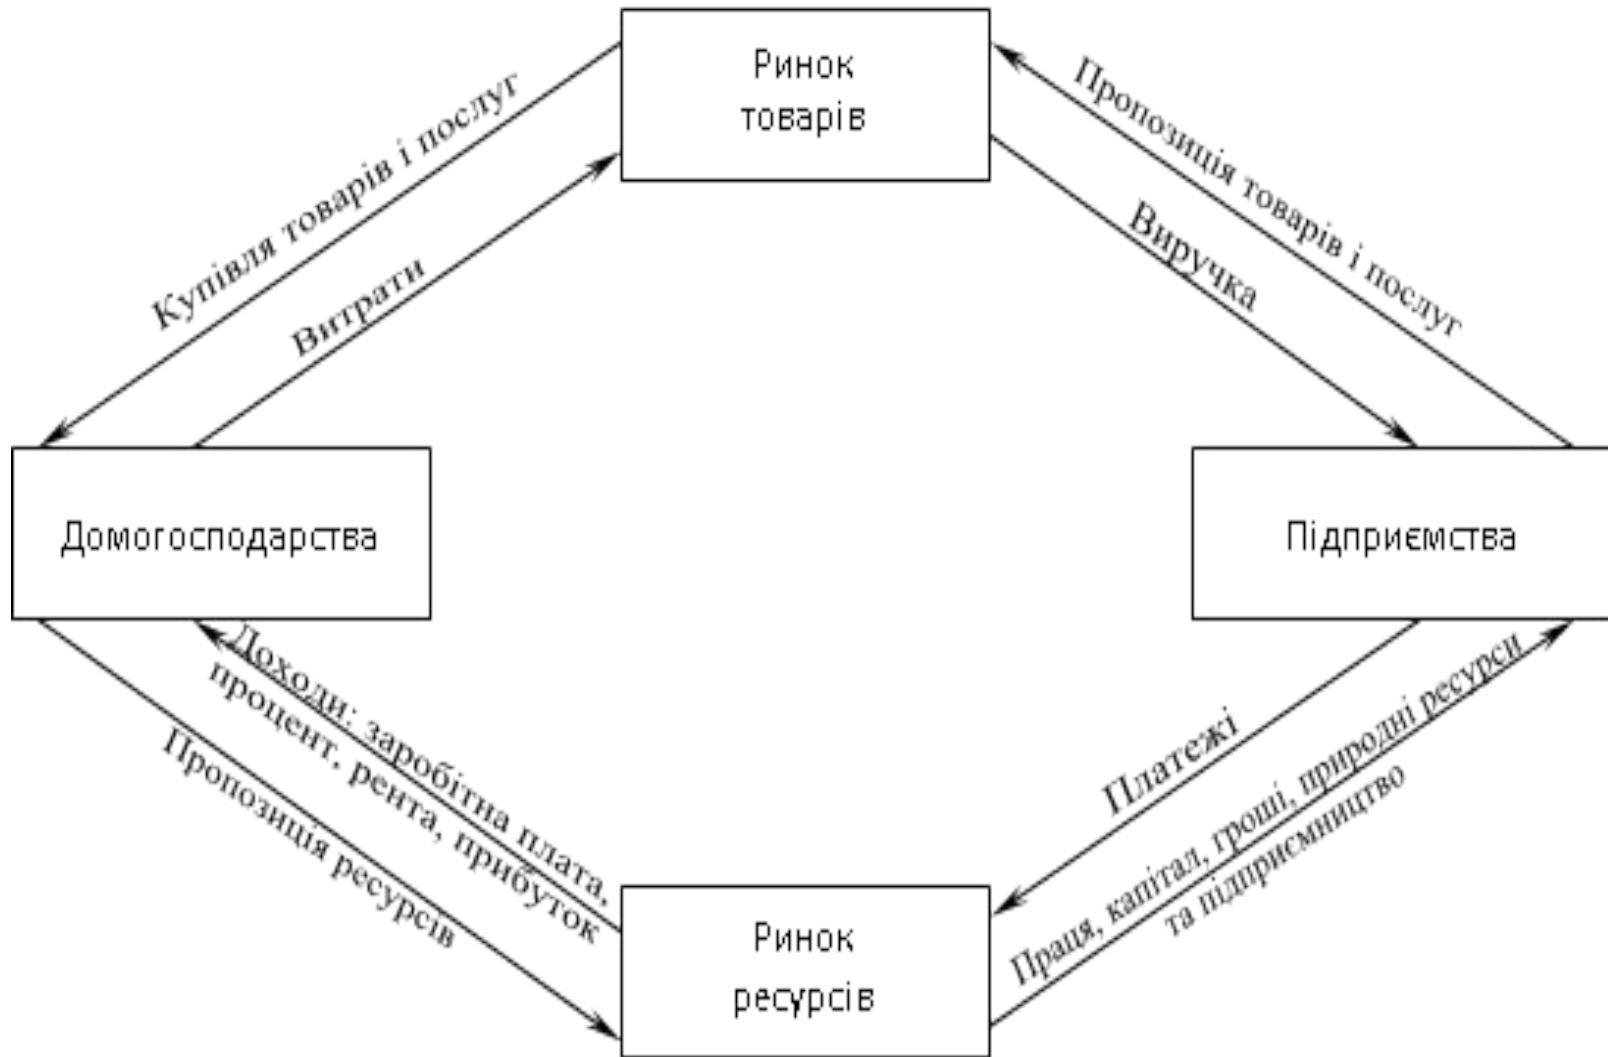 Ринок
товарів
Купівля товарів і послуг
Витрати
Пропозиція товарів і послуг
Виручка
Домогосподарства
Підприємства
Доходи: заробітна плата,
процент, рента, прибуток
Пропозиція ресурсів
Платежі
Праця, капітал, гроші, природні ресурси
та підприємництво
Ринок
ресурсів